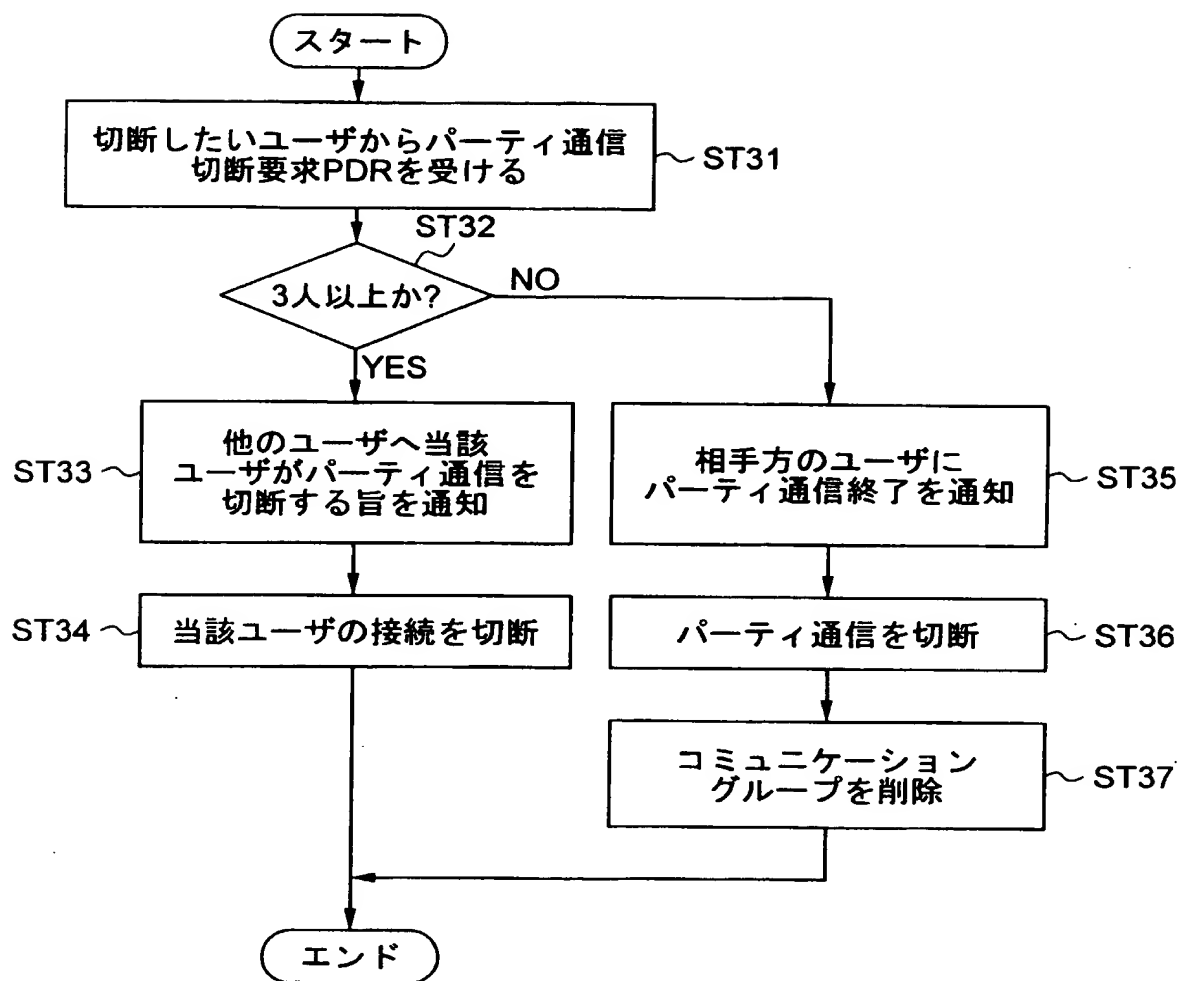 スタート
切断したいユーザからパーティ通信
切断要求PDRを受ける
ST31
ST32
3人以上か?
NO
YES
ST33
他のユーザへ当該
ユーザがパーティ通信を
切断する旨を通知
相手方のユーザに
パーティ通信終了を通知
ST35
ST34
当該ユーザの接続を切断
パーティ通信を切断
ST36
コミュニケーション
グループを削除
ST37
エンド